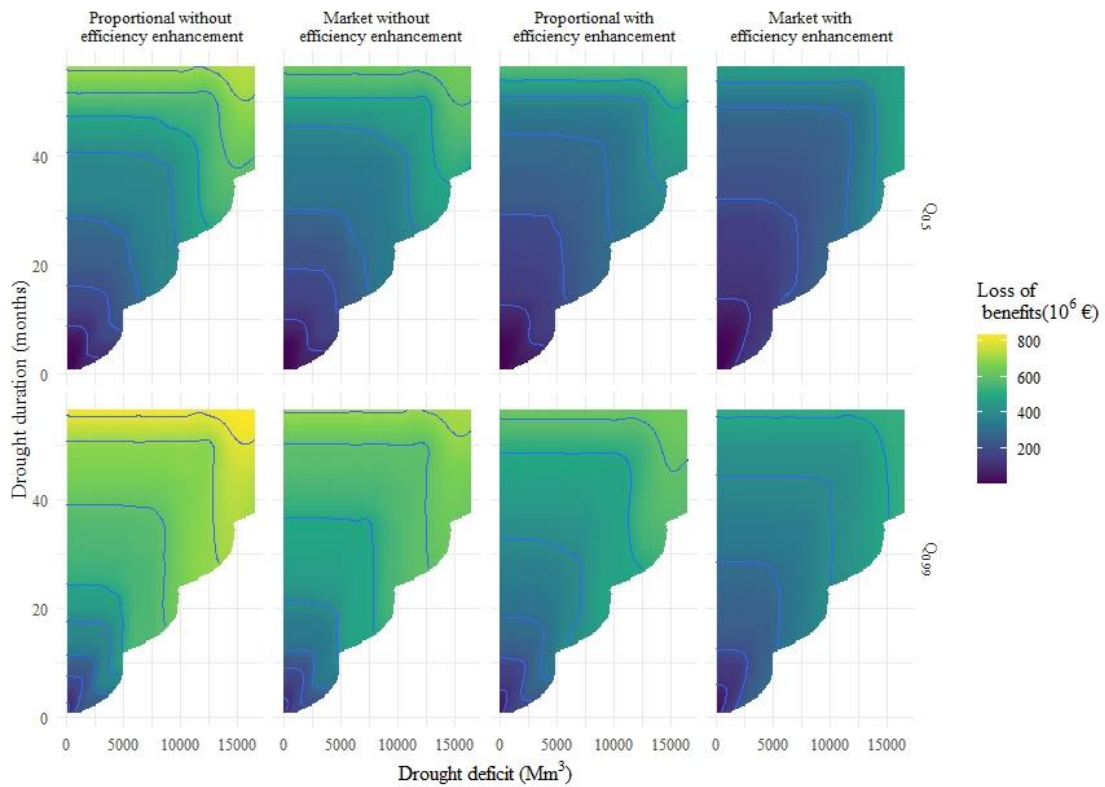 Proportional without
efficiency enhancement
Market without
efficiency enhancement
Proportional with
efficiency enhancement
Market with
efficiency enhancement
Drought duration (months)
40
20
0
Q0.5
40
20
0
Q0.99
0 5000 10000 15000
0 5000 10000 15000
0 5000 10000 15000
0 5000 10000 15000
Drought deficit (Mm³)
Loss of
benefits(10⁶ €)
800
600
400
200